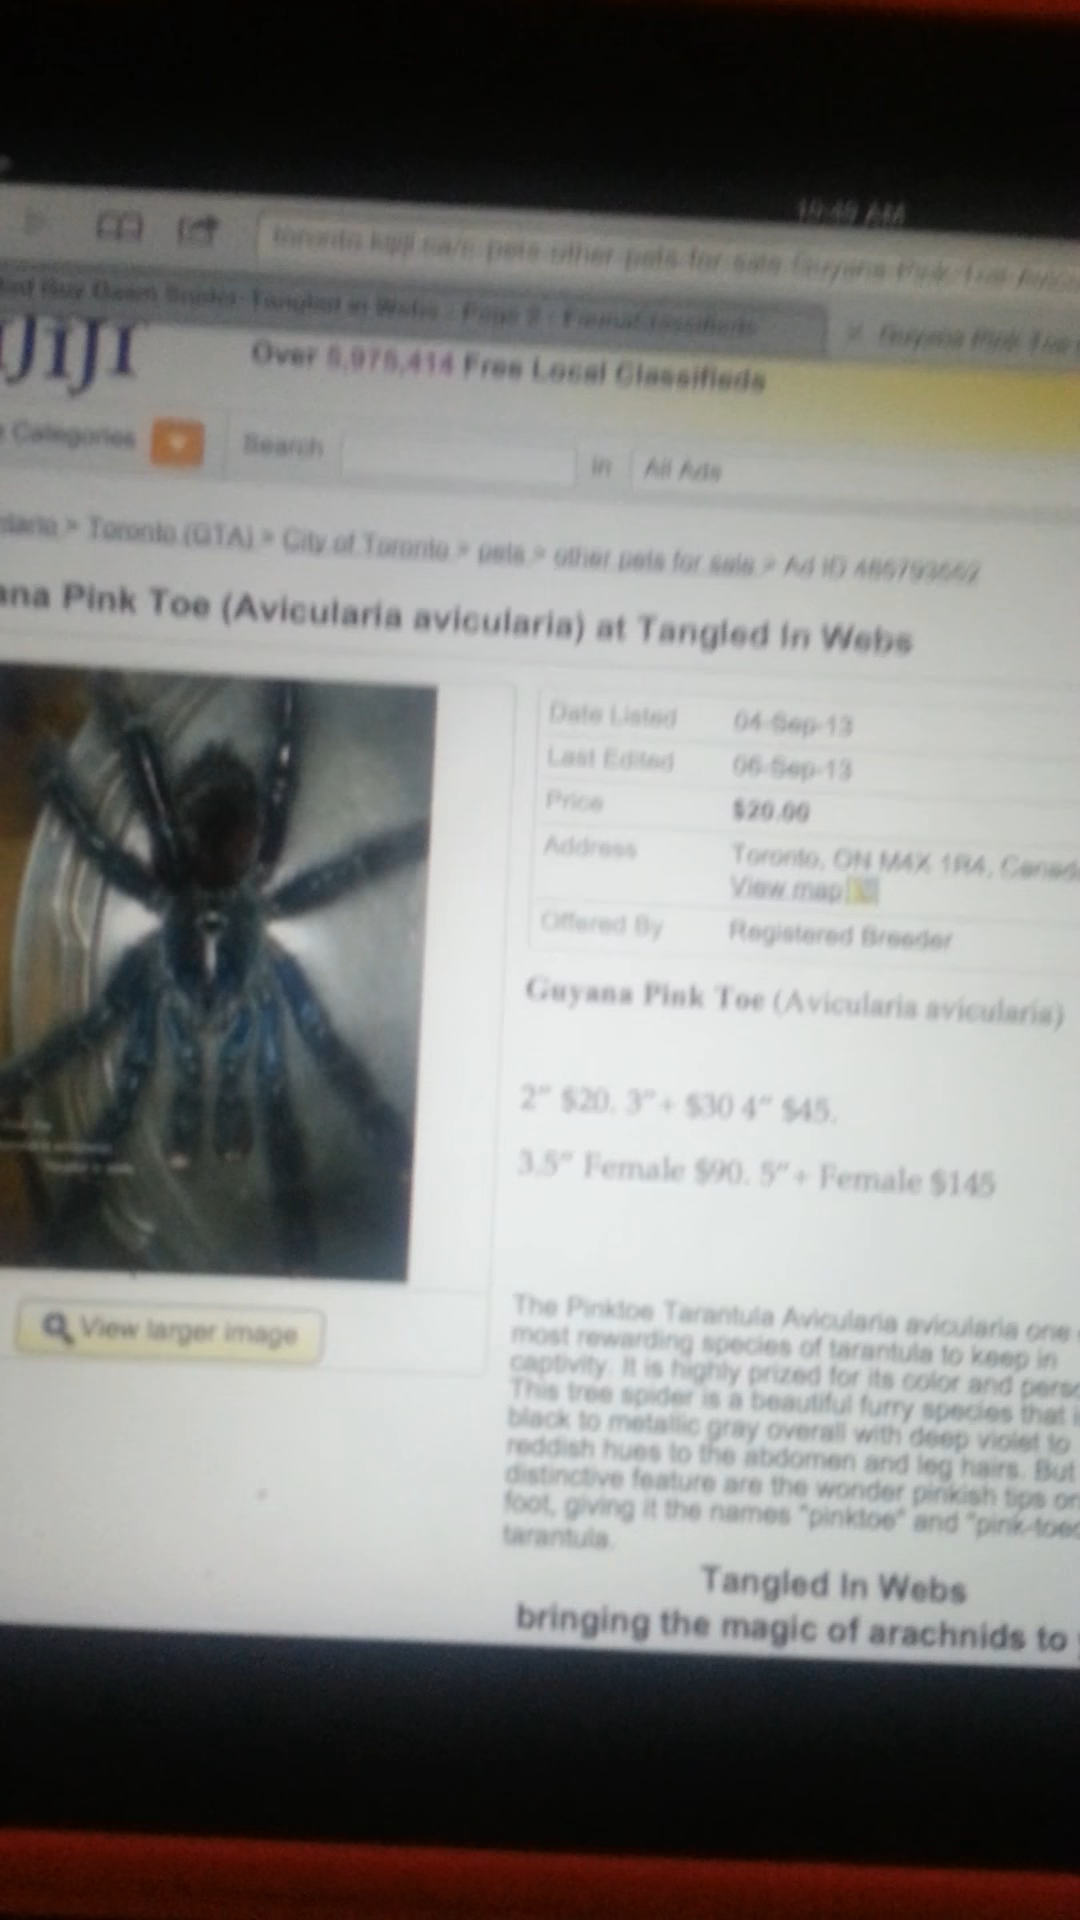 10:49 AM
Over 5,975,414 Free Local Classifieds
Categories Search in All Ads
> Toronto (GTA) > City of Toronto > pets > other pets for sale > Ad ID
Pink Toe (Avicularia avicularia) at Tangled In Webs
Date Listed 04-Sep-13
Last Edited 06-Sep-13
Price $20.00
Address Toronto, ON M4X 1R4,
View map
Offered By Registered Breeder
Guyana Pink Toe (Avicularia avicularia)
2" $20. 3"+ $30 4" $45.
3.5" Female $90. 5"+ Female $145
View larger image
The Pinktoe Tarantula Avicularia avicularia one
most rewarding species of tarantula to keep in
captivity. It is highly prized for its color and
This tree spider is a beautiful furry species that
black to metallic gray overall with deep violet to
reddish hues to the abdomen and leg hairs. But
distinctive feature are the wonder pinkish tips
foot, giving it the names "pinktoe" and
tarantula.
Tangled In Webs
bringing the magic of arachnids to